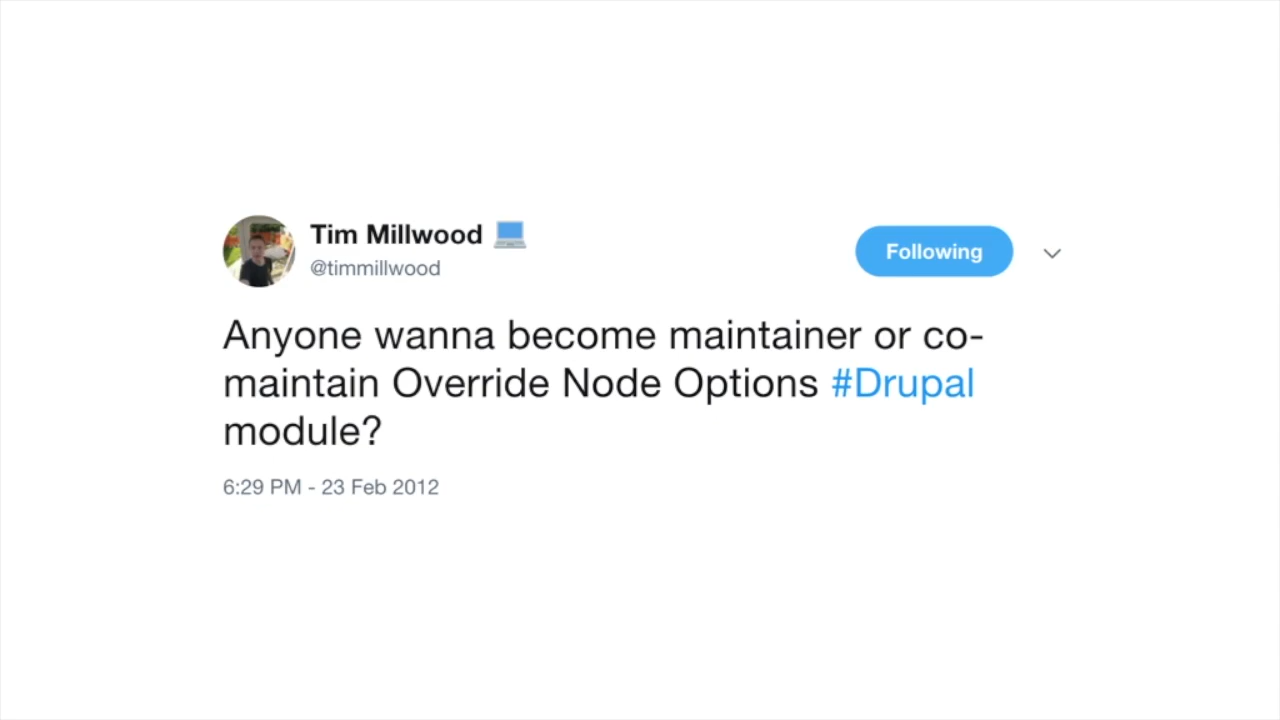 Tim Millwood 💻
@timmillwood
Following
Anyone wanna become maintainer or co-
maintain Override Node Options #Drupal
module?
6:29 PM - 23 Feb 2012